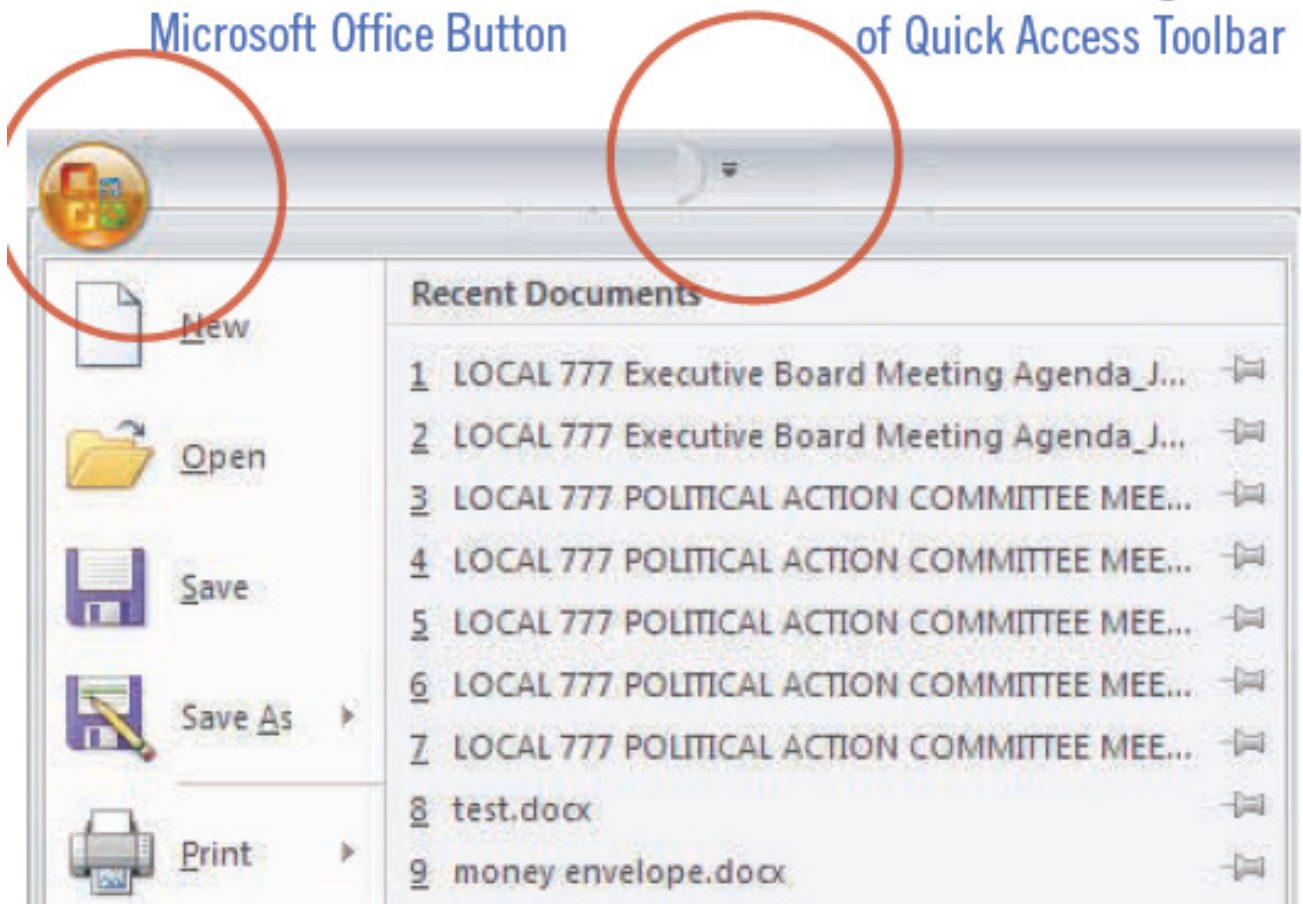 Microsoft Office Button
of Quick Access Toolbar
New
Open
Save
Save As
Print
Recent Documents
1 LOCAL 777 Executive Board Meeting Agenda_J...
2 LOCAL 777 Executive Board Meeting Agenda_J...
3 LOCAL 777 POLITICAL ACTION COMMITTEE MEE...
4 LOCAL 777 POLITICAL ACTION COMMITTEE MEE...
5 LOCAL 777 POLITICAL ACTION COMMITTEE MEE...
6 LOCAL 777 POLITICAL ACTION COMMITTEE MEE...
7 LOCAL 777 POLITICAL ACTION COMMITTEE MEE...
8 test.docx
9 money envelope.docx